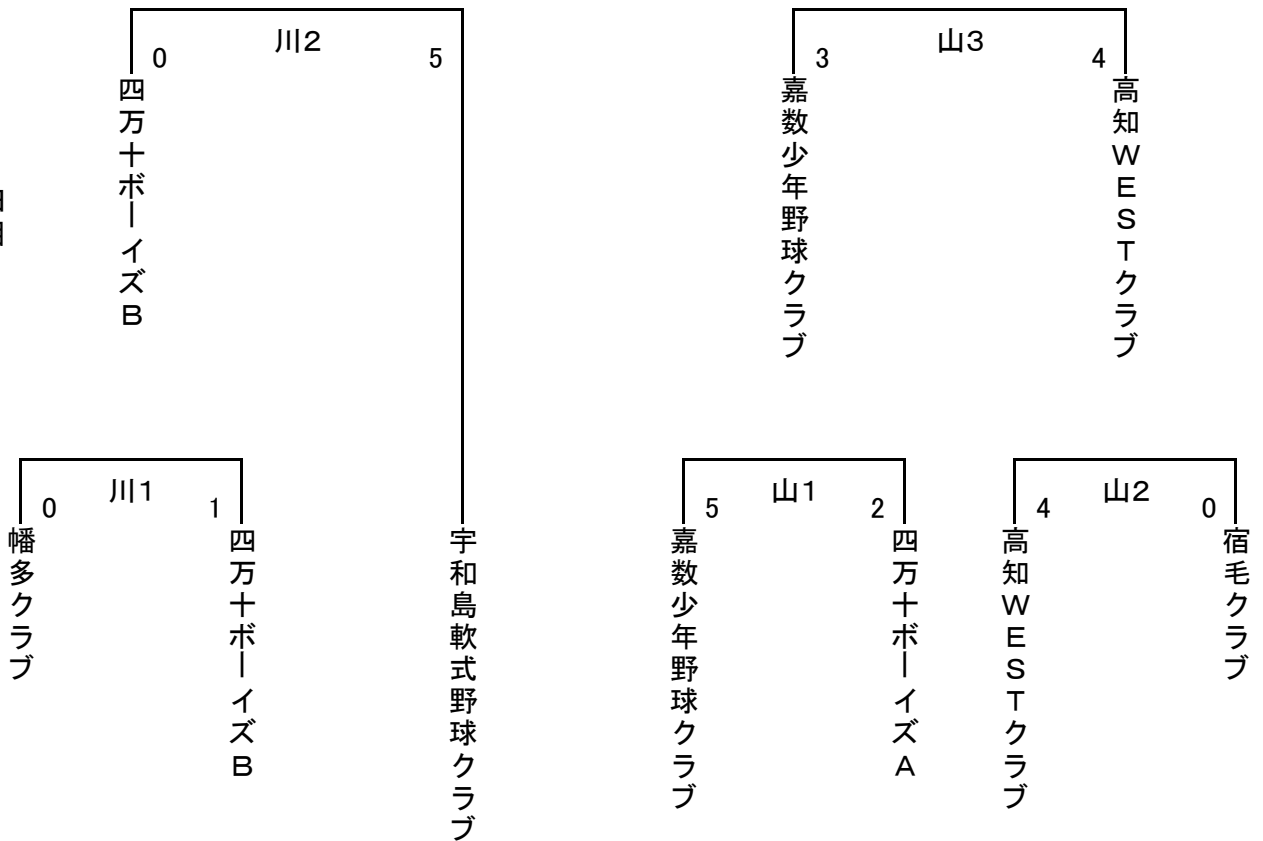 川2
0
5
四万十ボーイズB
山3
3
4
嘉数少年野球クラブ
高知WESTクラブ
川1
0
1
幡多クラブ
四万十ボーイズB
宇和島軟式野球クラブ
山1
5
2
嘉数少年野球クラブ
四万十ボーイズA
山2
4
0
高知WESTクラブ
宿毛クラブ